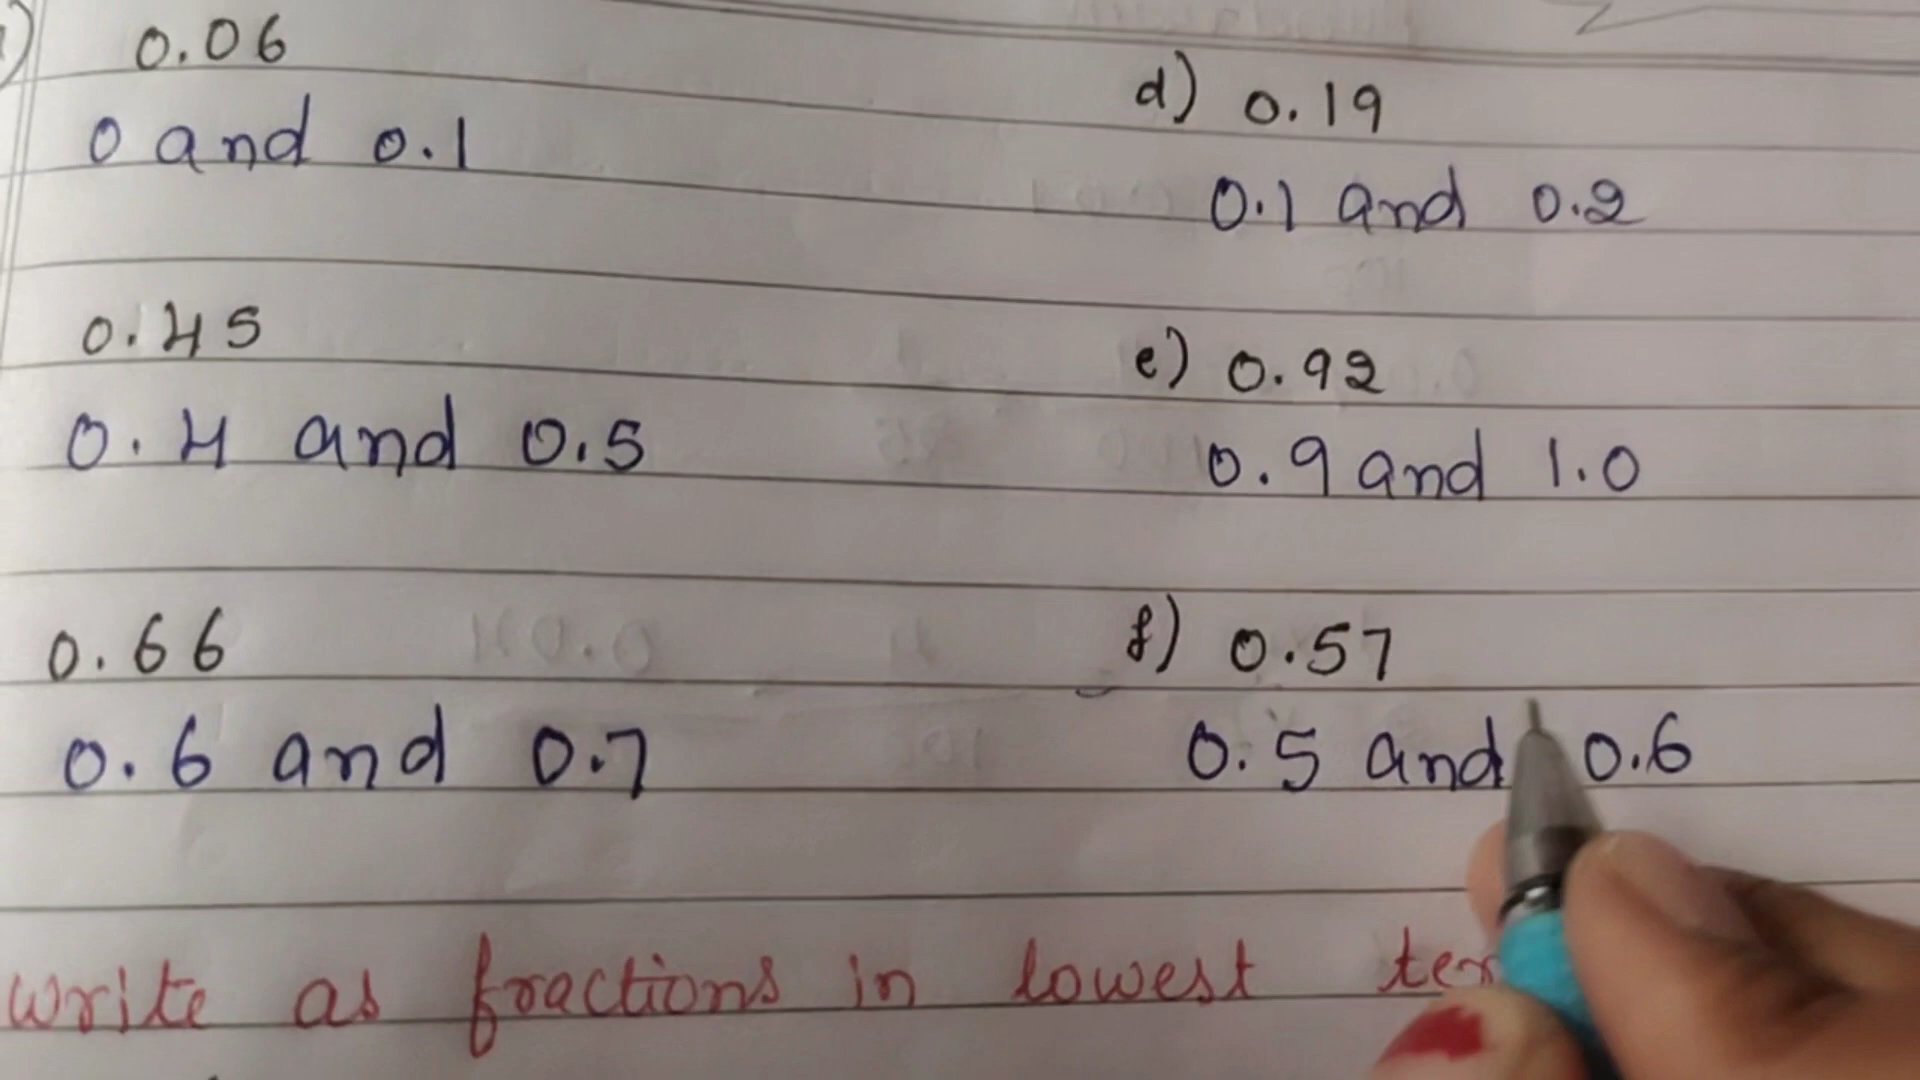 0.06
0 and 0.1
0.45
0.4 and 0.5
0.66
0.6 and 0.7
d) 0.19
0.1 and 0.2
e) 0.92
0.9 and 1.0
f) 0.57
0.5 and 0.6
write as fractions in lowest